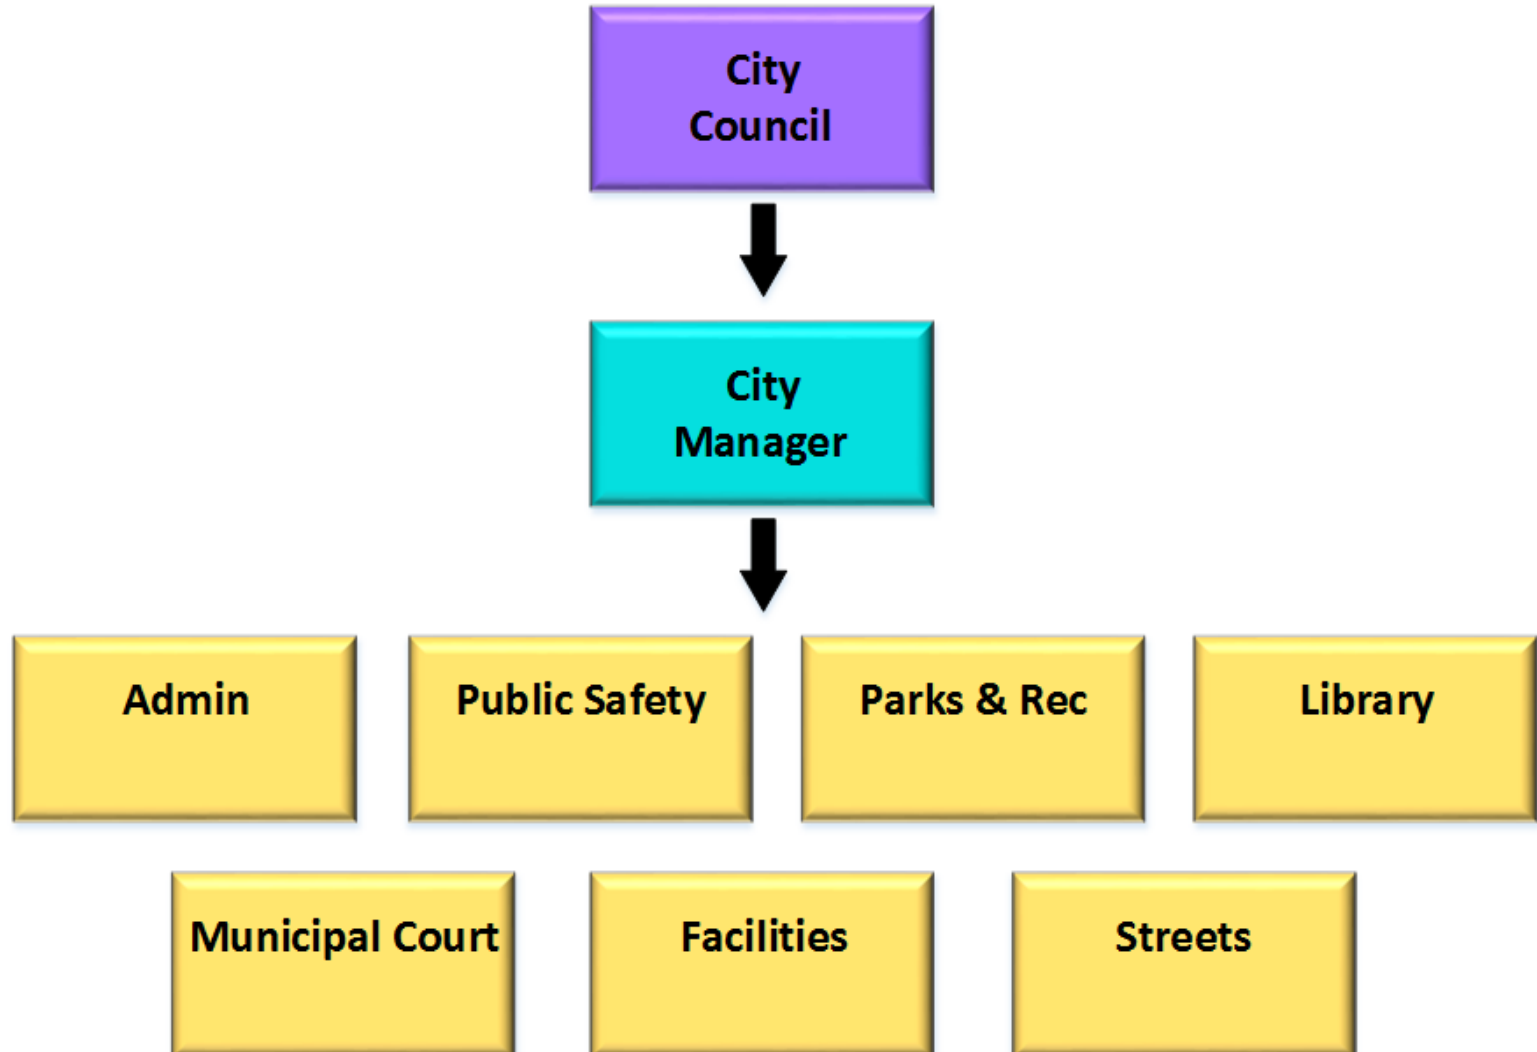 City
Council
City
Manager
Admin
Public Safety
Parks & Rec
Library
Municipal Court
Facilities
Streets